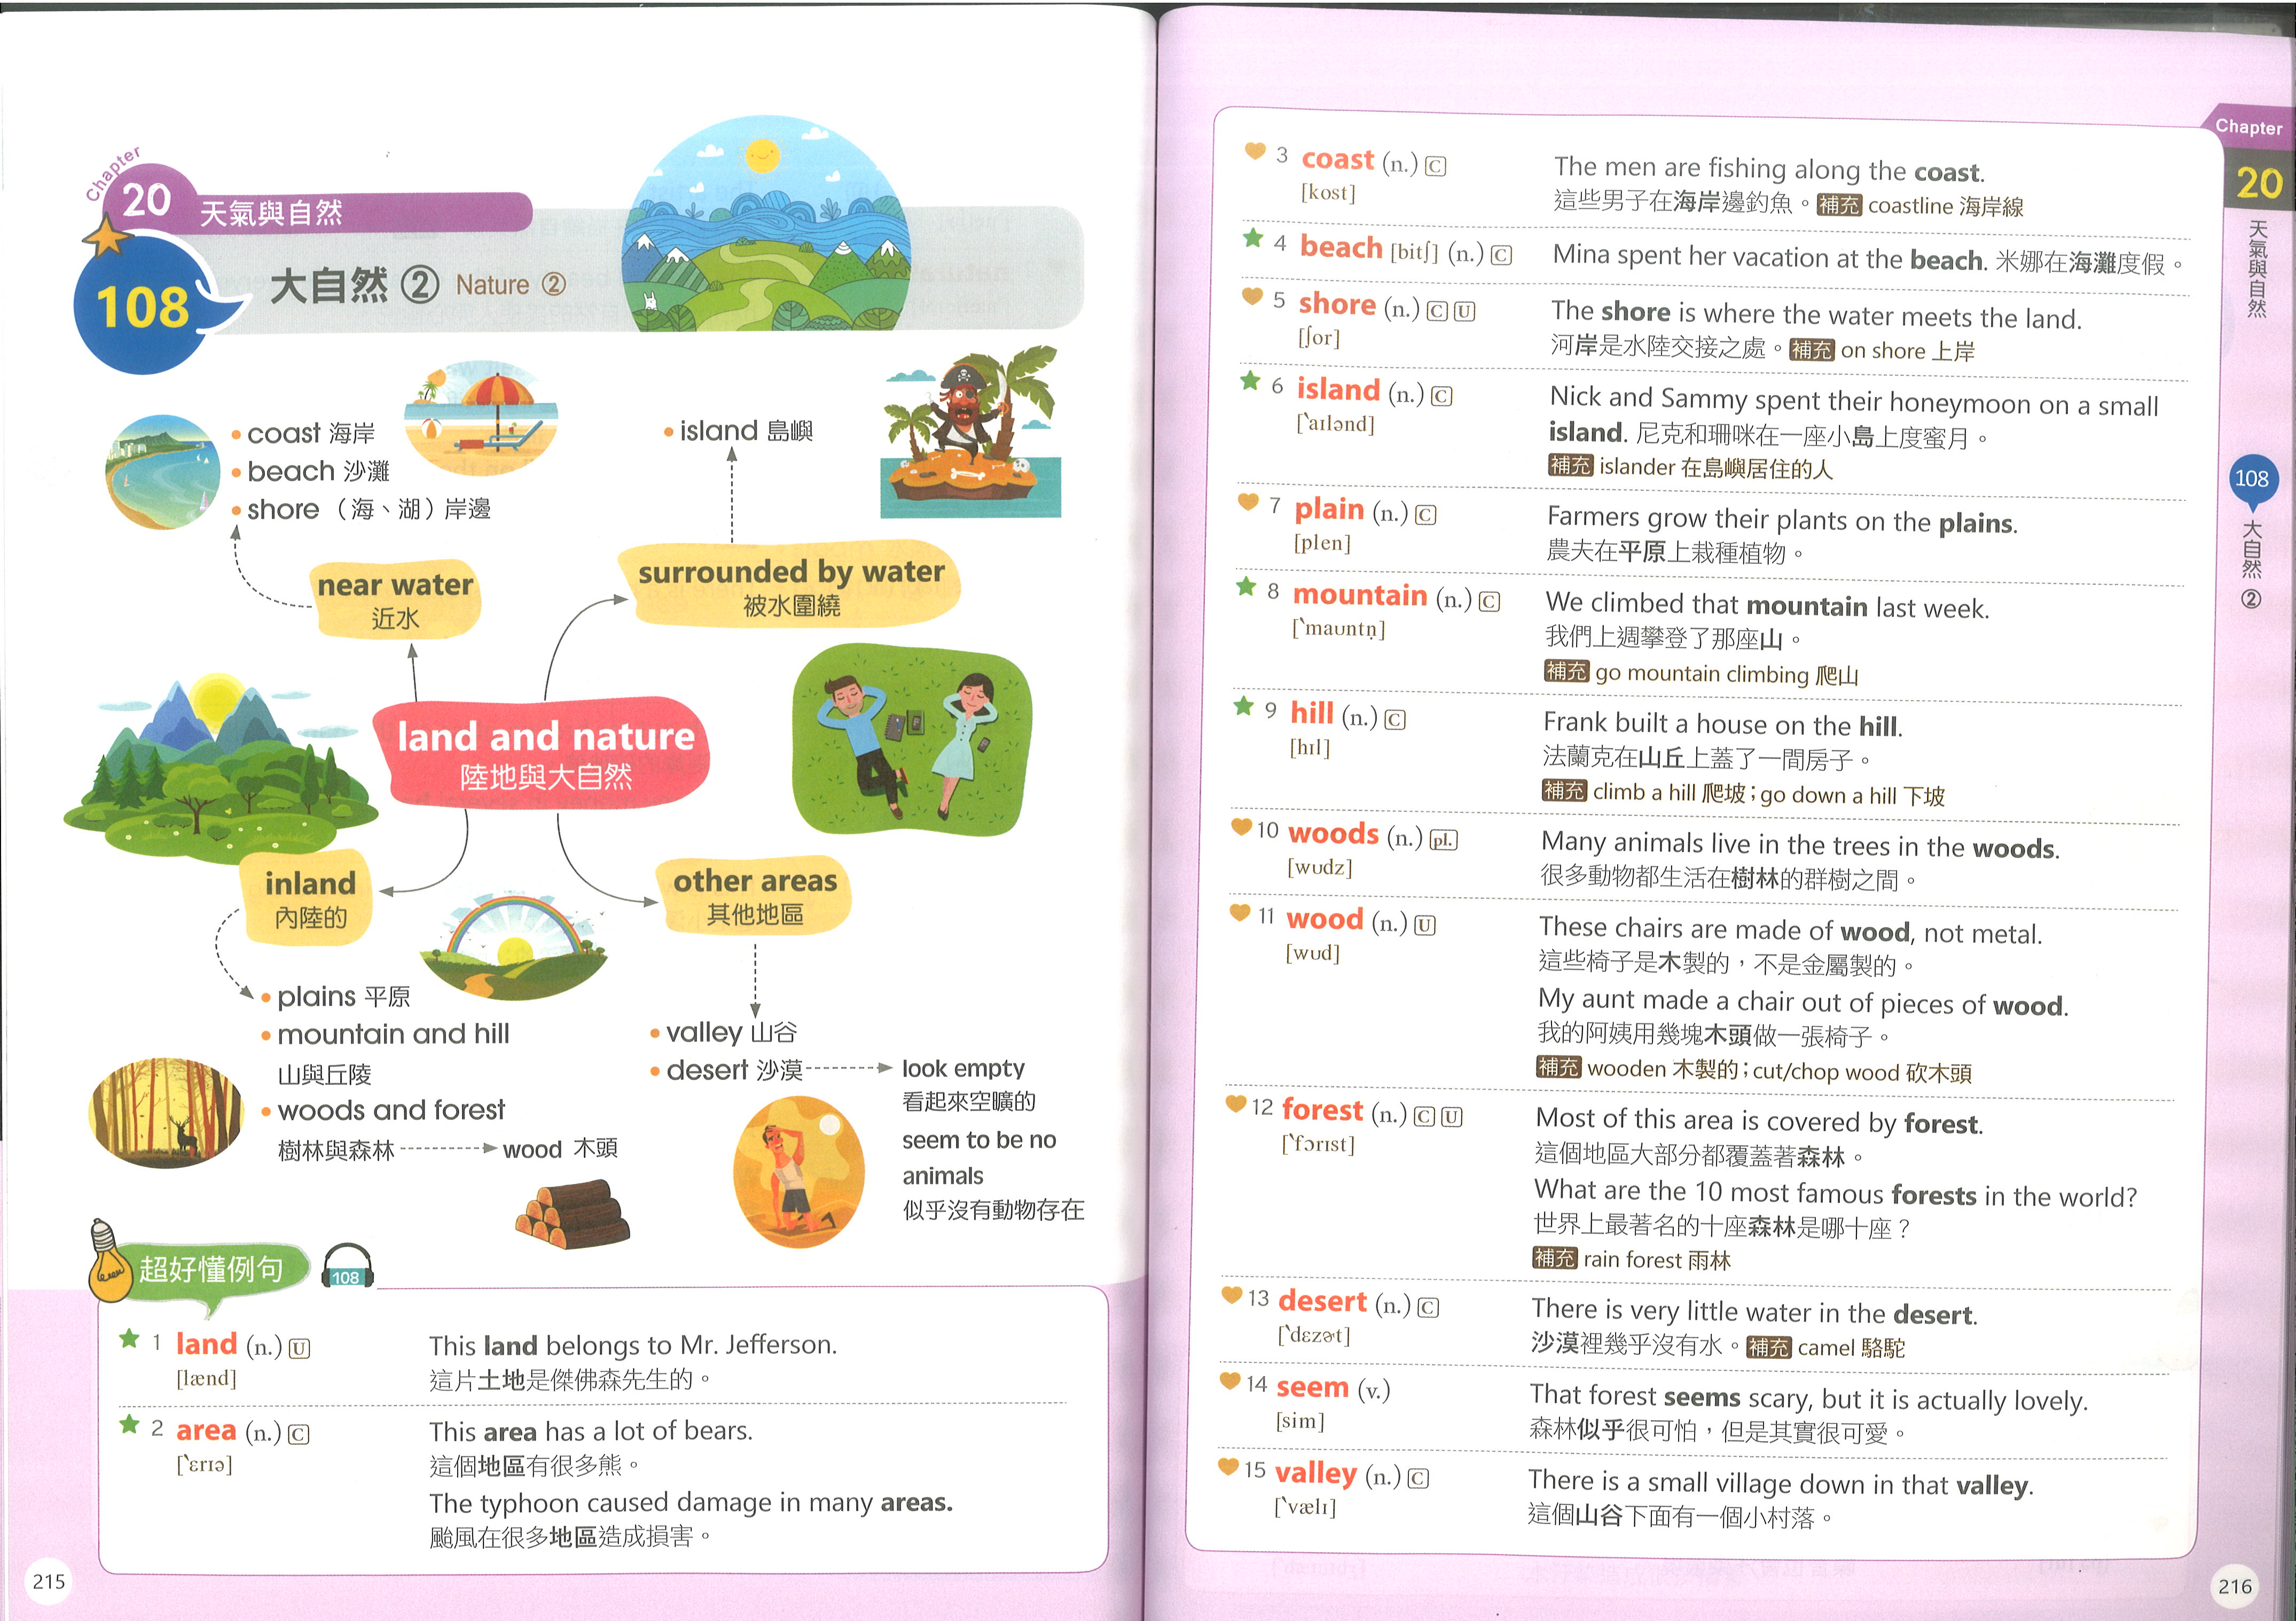 Chapter
20 天氣與自然
108 大自然 ② Nature ②
coast 海岸
beach 沙灘
shore （海、湖）岸邊
island 島嶼
near water
近水
surrounded by water
被水圍繞
land and nature
陸地與大自然
inland
內陸的
other areas
其他地區
plains 平原
mountain and hill
山與丘陵
woods and forest
樹林與森林
wood 木頭
valley 山谷
desert 沙漠
look empty
看起來空曠的
seem to be no
animals
似乎沒有動物存在
超好懂例句
108
1 land (n.) U
[lænd]
This land belongs to Mr. Jefferson.
這片土地是傑佛森先生的。
2 area (n.) C
[ˋɛrɪə]
This area has a lot of bears.
這個地區有很多熊。
The typhoon caused damage in many areas.
颱風在很多地區造成損害。
215
3 coast (n.) C
[kost]
The men are fishing along the coast.
這些男子在海岸邊釣魚。補充 coastline 海岸線
4 beach [bitʃ] (n.) C
Mina spent her vacation at the beach. 米娜在海灘度假。
5 shore (n.) C U
[ʃor]
The shore is where the water meets the land.
河岸是水陸交接之處。補充 on shore 上岸
6 island (n.) C
[ˋaɪlənd]
Nick and Sammy spent their honeymoon on a small
island. 尼克和珊咪在一座小島上度蜜月。
補充 islander 在島嶼居住的人
7 plain (n.) C
[plen]
Farmers grow their plants on the plains.
農夫在平原上栽種植物。
8 mountain (n.) C
[ˋmaʊntn̩]
We climbed that mountain last week.
我們上週攀登了那座山。
補充 go mountain climbing 爬山
9 hill (n.) C
[hɪl]
Frank built a house on the hill.
法蘭克在山丘上蓋了一間房子。
補充 climb a hill 爬坡；go down a hill 下坡
10 woods (n.) pl.
[wʊdz]
Many animals live in the trees in the woods.
很多動物都生活在樹林的群樹之間。
11 wood (n.) U
[wʊd]
These chairs are made of wood, not metal.
這些椅子是木製的，不是金屬製的。
My aunt made a chair out of pieces of wood.
我的阿姨用幾塊木頭做一張椅子。
補充 wooden 木製的；cut/chop wood 砍木頭
12 forest (n.) C U
[ˋfɔrɪst]
Most of this area is covered by forest.
這個地區大部分都覆蓋著森林。
What are the 10 most famous forests in the world?
世界上最著名的十座森林是哪十座？
補充 rain forest 雨林
13 desert (n.) C
[ˋdɛzɚt]
There is very little water in the desert.
沙漠裡幾乎沒有水。補充 camel 駱駝
14 seem (v.)
[sim]
That forest seems scary, but it is actually lovely.
森林似乎很可怕，但是其實很可愛。
15 valley (n.) C
[ˋvælɪ]
There is a small village down in that valley.
這個山谷下面有一個小村落。
Chapter
20
天氣與自然
108
大自然 ②
216